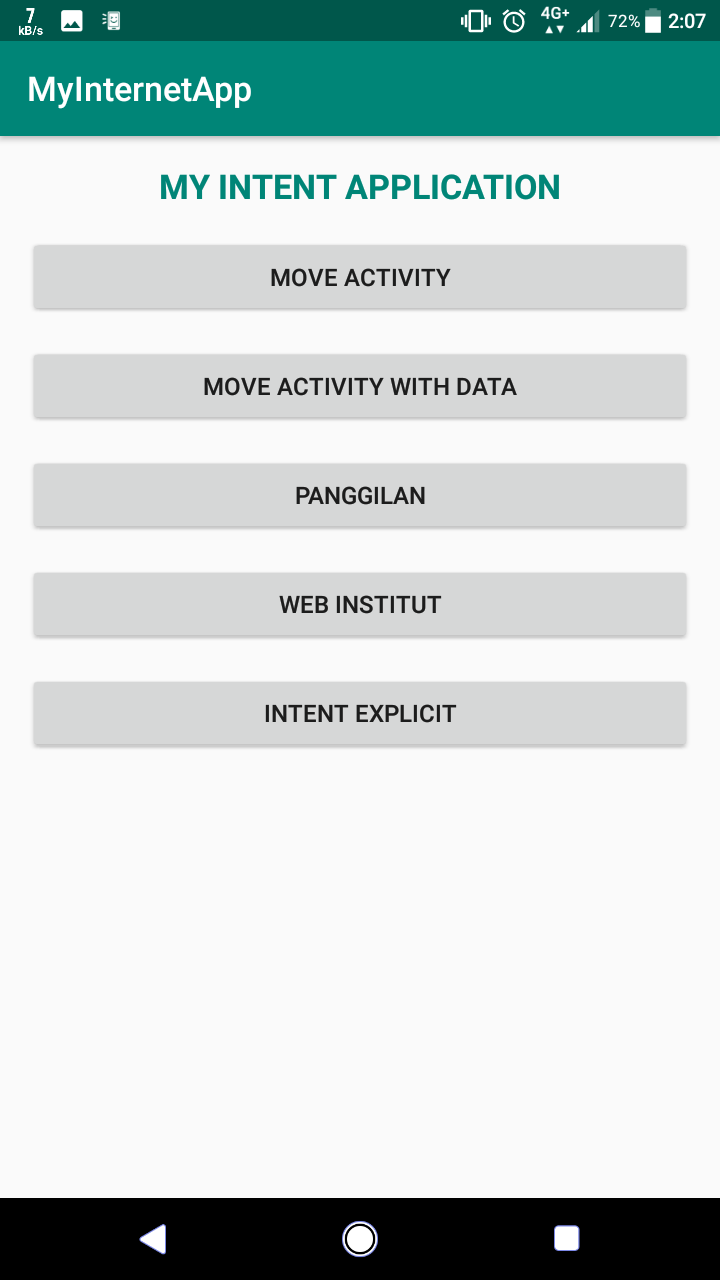 7
kB/s
4G+
72%
2:07
MyInternetApp
MY INTENT APPLICATION
MOVE ACTIVITY
MOVE ACTIVITY WITH DATA
PANGGILAN
WEB INSTITUT
INTENT EXPLICIT